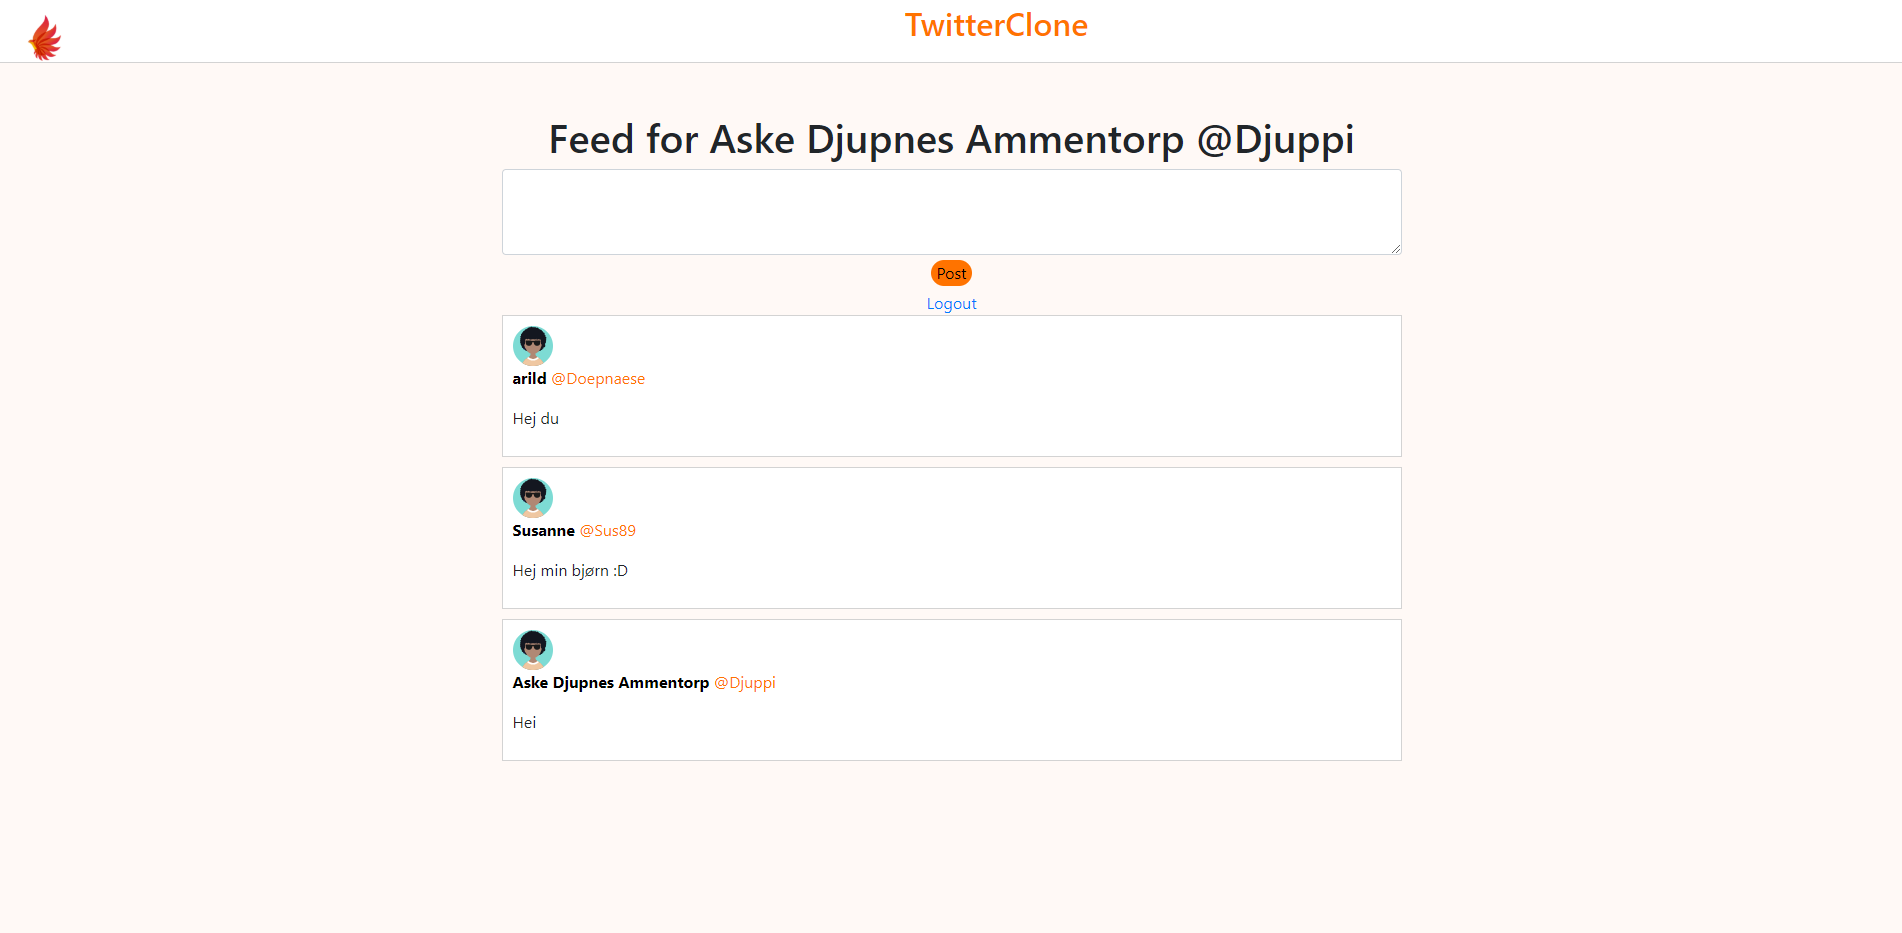 TwitterClone
Feed for Aske Djupnes Ammentorp @Djuppi
Post
Logout
arild @Doepnaese
Hej du
Susanne @Sus89
Hej min bjørn :D
Aske Djupnes Ammentorp @Djuppi
Hei